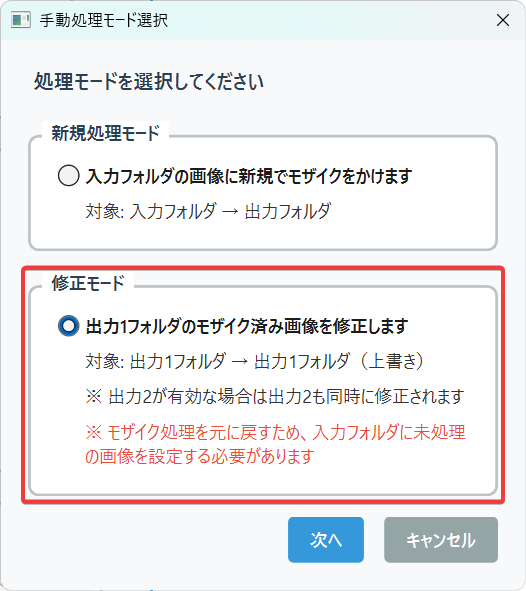 手動処理モード選択
処理モードを選択してください
新規処理モード
入力フォルダの画像に新規でモザイクをかけます
対象: 入力フォルダ → 出力フォルダ
修正モード
出力1フォルダのモザイク済み画像を修正します
対象: 出力1フォルダ → 出力1フォルダ（上書き）
※ 出力2が有効な場合は出力2も同時に修正されます
※ モザイク処理を元に戻すため、入力フォルダに未処理
の画像を設定する必要があります
次へ
キャンセル